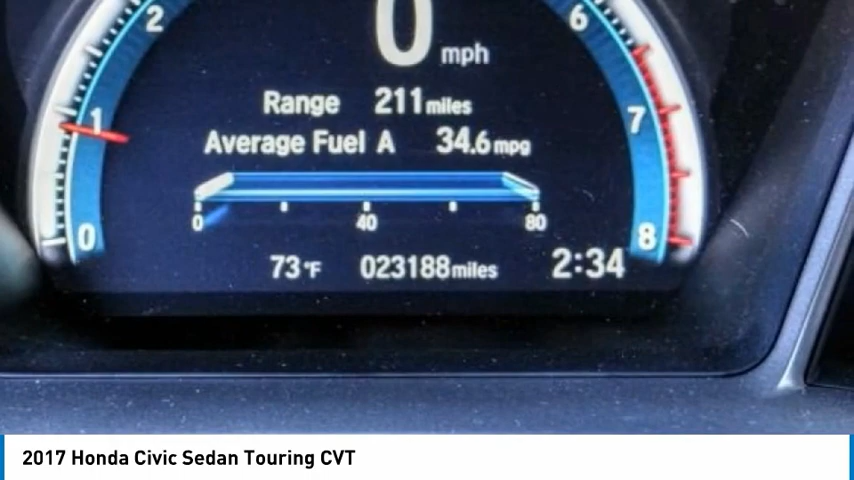 2 0 mph 6
Range 211 miles
1 7
Average Fuel A 34.6 mpg
0 40 80
0 8
73°F 023188 miles 2:34
2017 Honda Civic Sedan Touring CVT